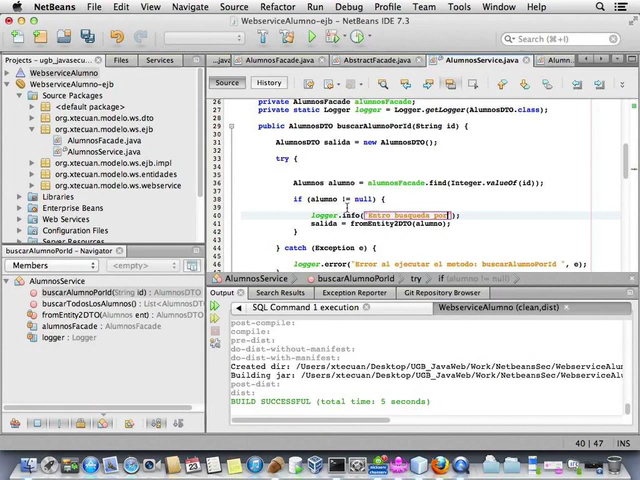 NetBeans File Edit View Navigate Source Refactor Run Debug Profile Team Tools Window Help
WebserviceAlumno-ejb – NetBeans IDE 7.3
Search (⌘+I)
Projects – ugb_javasecu...
Files
Services
WebserviceAlumno
WebserviceAlumno-ejb
Source Packages
<default package>
org.xtecuan.modelo.ws.dto
org.xtecuan.modelo.ws.ejb
AlumnosFacade.java
AlumnosService.java
org.xtecuan.modelo.ws.ejb.impl
org.xtecuan.modelo.ws.entidades
org.xtecuan.modelo.ws.webservice
Libraries
Enterprise Beans
Web Services
Configuration Files
Server Resources
buscarAlumnoPorId – Navigator
Members
<empty>
AlumnosService
buscarAlumnoPorId(String id) : Alumnos
buscarTodosLosAlumnos() : List<AlumnosD
fromEntity2DTO(Alumnos ent) : AlumnosD
alumnosFacade : AlumnosFacade
logger : Logger
...java
AlumnosFacade.java
AbstractFacade.java
AlumnosService.java
Alumn...
Source
History
26 private AlumnosFacade alumnosFacade;
27 private static Logger logger = Logger.getLogger(AlumnosDTO.class);
28
29 public AlumnosDTO buscarAlumnoPorId(String id) {
30
31 AlumnosDTO salida = new AlumnosDTO();
32
33 try {
34
35
36 Alumnos alumno = alumnosFacade.find(Integer.valueOf(id));
37
38 if (alumno != null) {
39
40 logger.info("Entro busqueda por");
41 salida = fromEntity2DTO(alumno);
42 }
43
44 } catch (Exception e) {
45
46 logger.error("Error al ejecutar el metodo: buscarAlumnoPorId ", e);
AlumnosService
buscarAlumnoPorId
try
if (alumno != null)
Output
Search Results
Exception Reporter
Git Repository Browser
SQL Command 1 execution
WebserviceAlumno (clean,dist)
post-compile:
compile:
pre-dist:
do-dist-without-manifest:
do-dist-with-manifest:
Created dir: /Users/xtecuan/Desktop/UGB_JavaWeb/Work/NetbeansSec/WebserviceAlum
Building jar: /Users/xtecuan/Desktop/UGB_JavaWeb/Work/NetbeansSec/WebserviceAlu
post-dist:
dist:
BUILD SUCCESSFUL (total time: 5 seconds)
40 | 47
INS